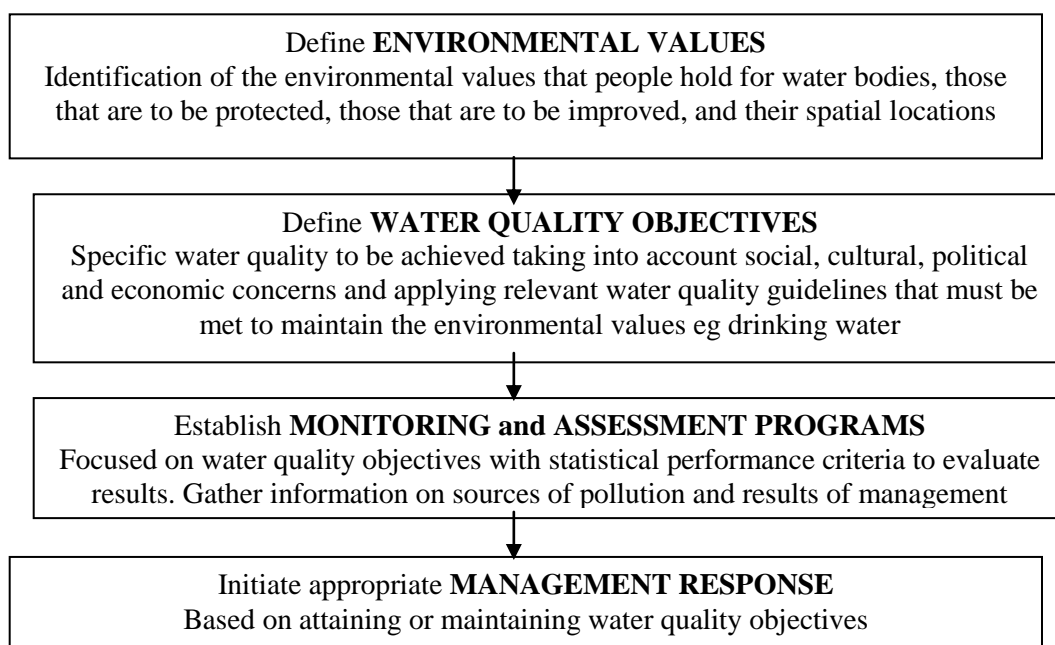 Define ENVIRONMENTAL VALUES
Identification of the environmental values that people hold for water bodies, those
that are to be protected, those that are to be improved, and their spatial locations
Define WATER QUALITY OBJECTIVES
Specific water quality to be achieved taking into account social, cultural, political
and economic concerns and applying relevant water quality guidelines that must be
met to maintain the environmental values eg drinking water
Establish MONITORING and ASSESSMENT PROGRAMS
Focused on water quality objectives with statistical performance criteria to evaluate
results. Gather information on sources of pollution and results of management
Initiate appropriate MANAGEMENT RESPONSE
Based on attaining or maintaining water quality objectives